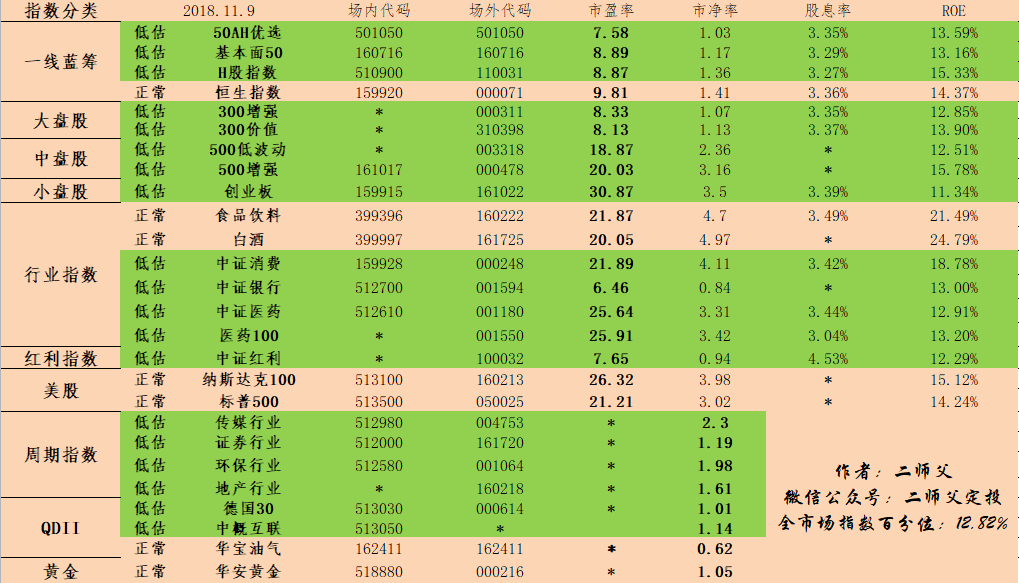 指数分类 2018.11.9 场内代码 场外代码 市盈率 市净率 股息率 ROE
一线蓝筹
低估 50AH优选 501050 501050 7.58 1.03 3.35% 13.59%
低估 基本面50 160716 160716 8.89 1.17 3.29% 13.16%
低估 H股指数 510900 110031 8.87 1.36 3.27% 15.33%
正常 恒生指数 159920 000071 9.81 1.41 3.36% 14.37%
大盘股
低估 300增强 * 000311 8.33 1.07 3.35% 12.85%
低估 300价值 * 310398 8.13 1.13 3.37% 13.90%
中盘股
低估 500低波动 * 003318 18.87 2.36 * 12.51%
低估 500增强 161017 000478 20.03 3.16 * 15.78%
小盘股 低估 创业板 159915 161022 30.87 3.5 3.39% 11.34%
行业指数
正常 食品饮料 399396 160222 21.87 4.7 3.49% 21.49%
正常 白酒 399997 161725 20.05 4.97 * 24.79%
低估 中证消费 159928 000248 21.89 4.11 3.42% 18.78%
低估 中证银行 512700 001594 6.46 0.84 * 13.00%
低估 中证医药 512610 001180 25.64 3.31 3.44% 12.91%
低估 医药100 * 001550 25.91 3.42 3.04% 13.20%
红利指数 低估 中证红利 * 100032 7.65 0.94 4.53% 12.29%
美股
正常 纳斯达克100 513100 160213 26.32 3.98 * 15.12%
正常 标普500 513500 050025 21.21 3.02 * 14.24%
周期指数
低估 传媒行业 512980 004753 * 2.3
低估 证券行业 512000 161720 * 1.19
低估 环保行业 512580 001064 * 1.98
低估 地产行业 * 160218 * 1.61
QDII
低估 德国30 513030 000614 * 1.01
低估 中概互联 513050 * 1.14
正常 华宝油气 162411 162411 * 0.62
黄金 正常 华安黄金 518880 000216 * 1.05
作者：二师父
微信公众号：二师父定投
全市场指数百分位：12.82%